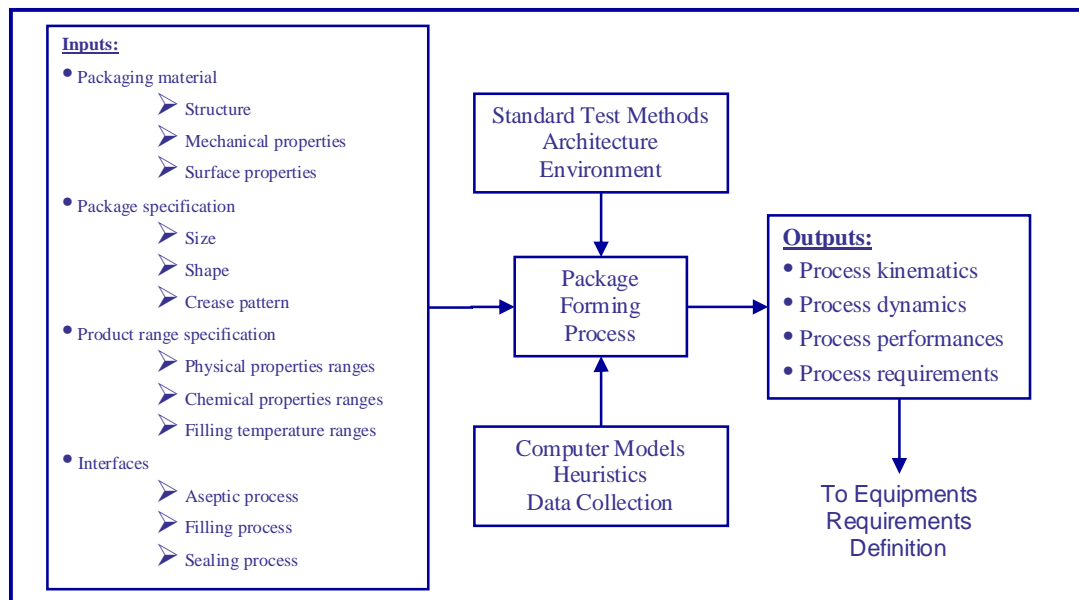 Inputs:
• Packaging material
➢ Structure
➢ Mechanical properties
➢ Surface properties
• Package specification
➢ Size
➢ Shape
➢ Crease pattern
• Product range specification
➢ Physical properties ranges
➢ Chemical properties ranges
➢ Filling temperature ranges
• Interfaces
➢ Aseptic process
➢ Filling process
➢ Sealing process
Standard Test Methods
Architecture
Environment
Package
Forming
Process
Computer Models
Heuristics
Data Collection
Outputs:
• Process kinematics
• Process dynamics
• Process performances
• Process requirements
To Equipments
Requirements
Definition